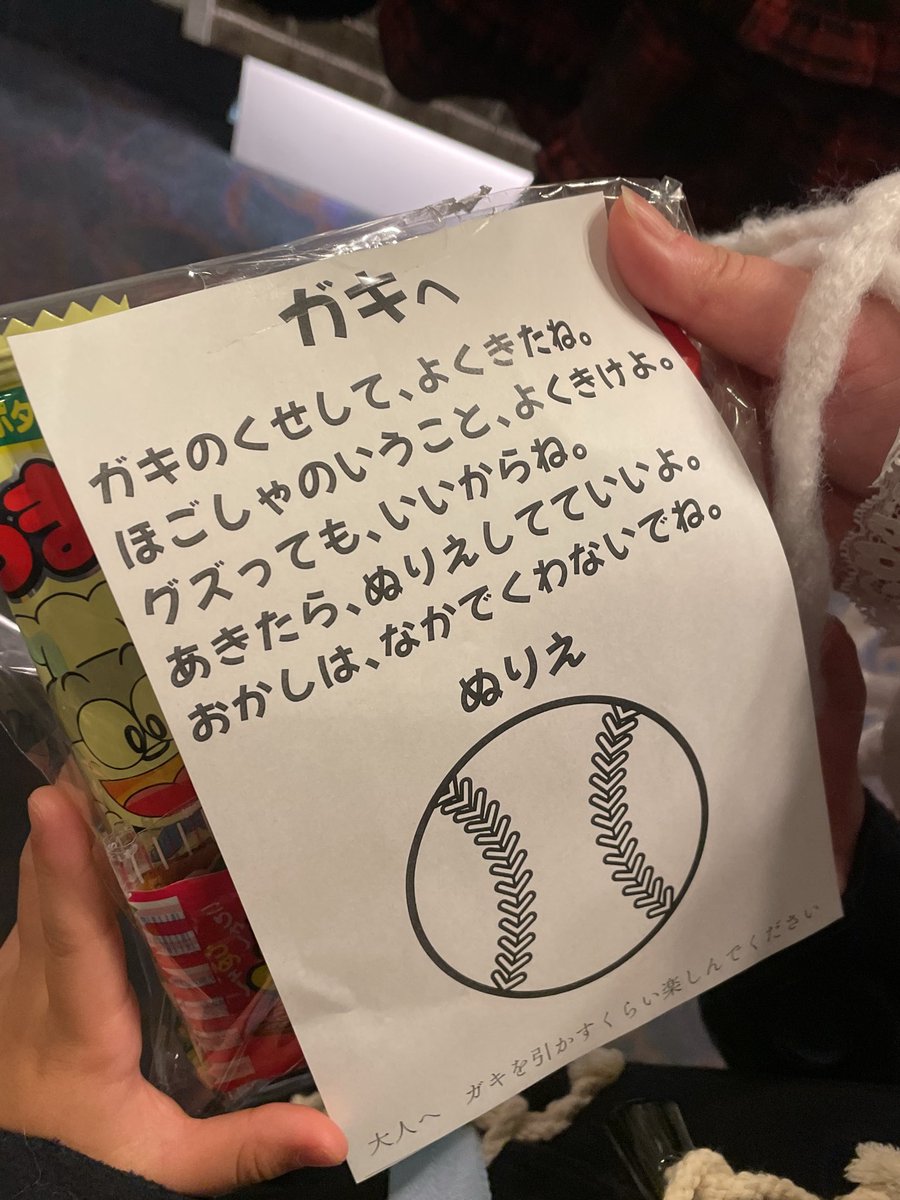 ガキへ
ガキのくせして、よくきたね。
ほごしゃのいうこと、よくきけよ。
グズっても、いいからね。
あきたら、ぬりえしてていいよ。
おかしは、なかでくわないでね。
ぬりえ
大人へ ガキを引かすくらい楽しんでください